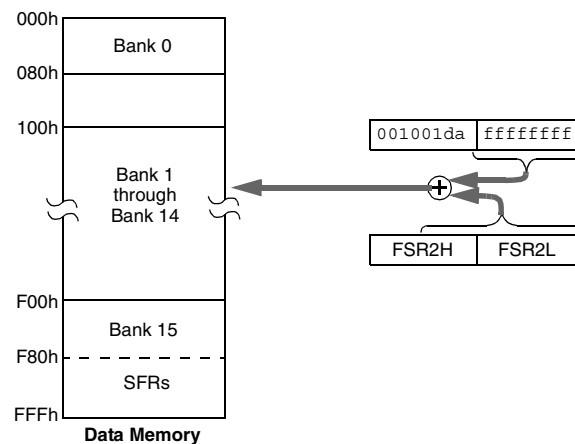 000h
Bank 0
080h
100h
001001da ffffffff
Bank 1
through
Bank 14
FSR2H FSR2L
F00h
Bank 15
F80h
SFRs
FFFh
Data Memory